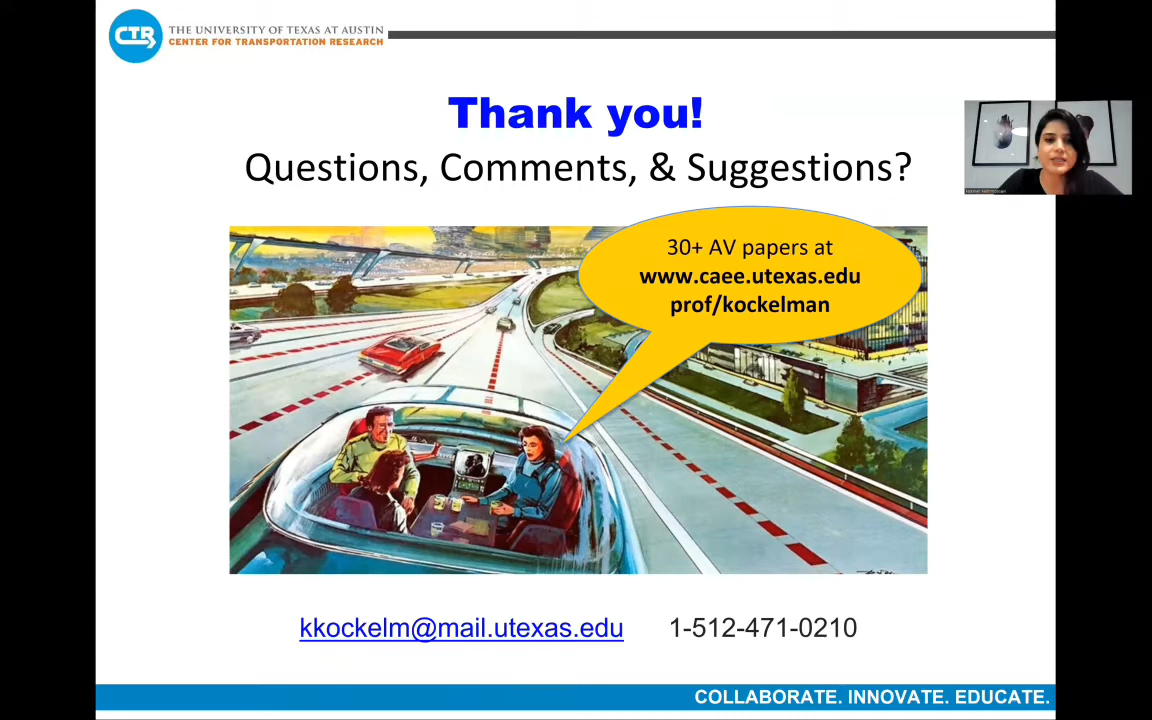 CTR
THE UNIVERSITY OF TEXAS AT AUSTIN
CENTER FOR TRANSPORTATION RESEARCH
Thank you!
Questions, Comments, & Suggestions?
30+ AV papers at
www.caee.utexas.edu
prof/kockelman
kkockelm@mail.utexas.edu 1-512-471-0210
COLLABORATE. INNOVATE. EDUCATE.